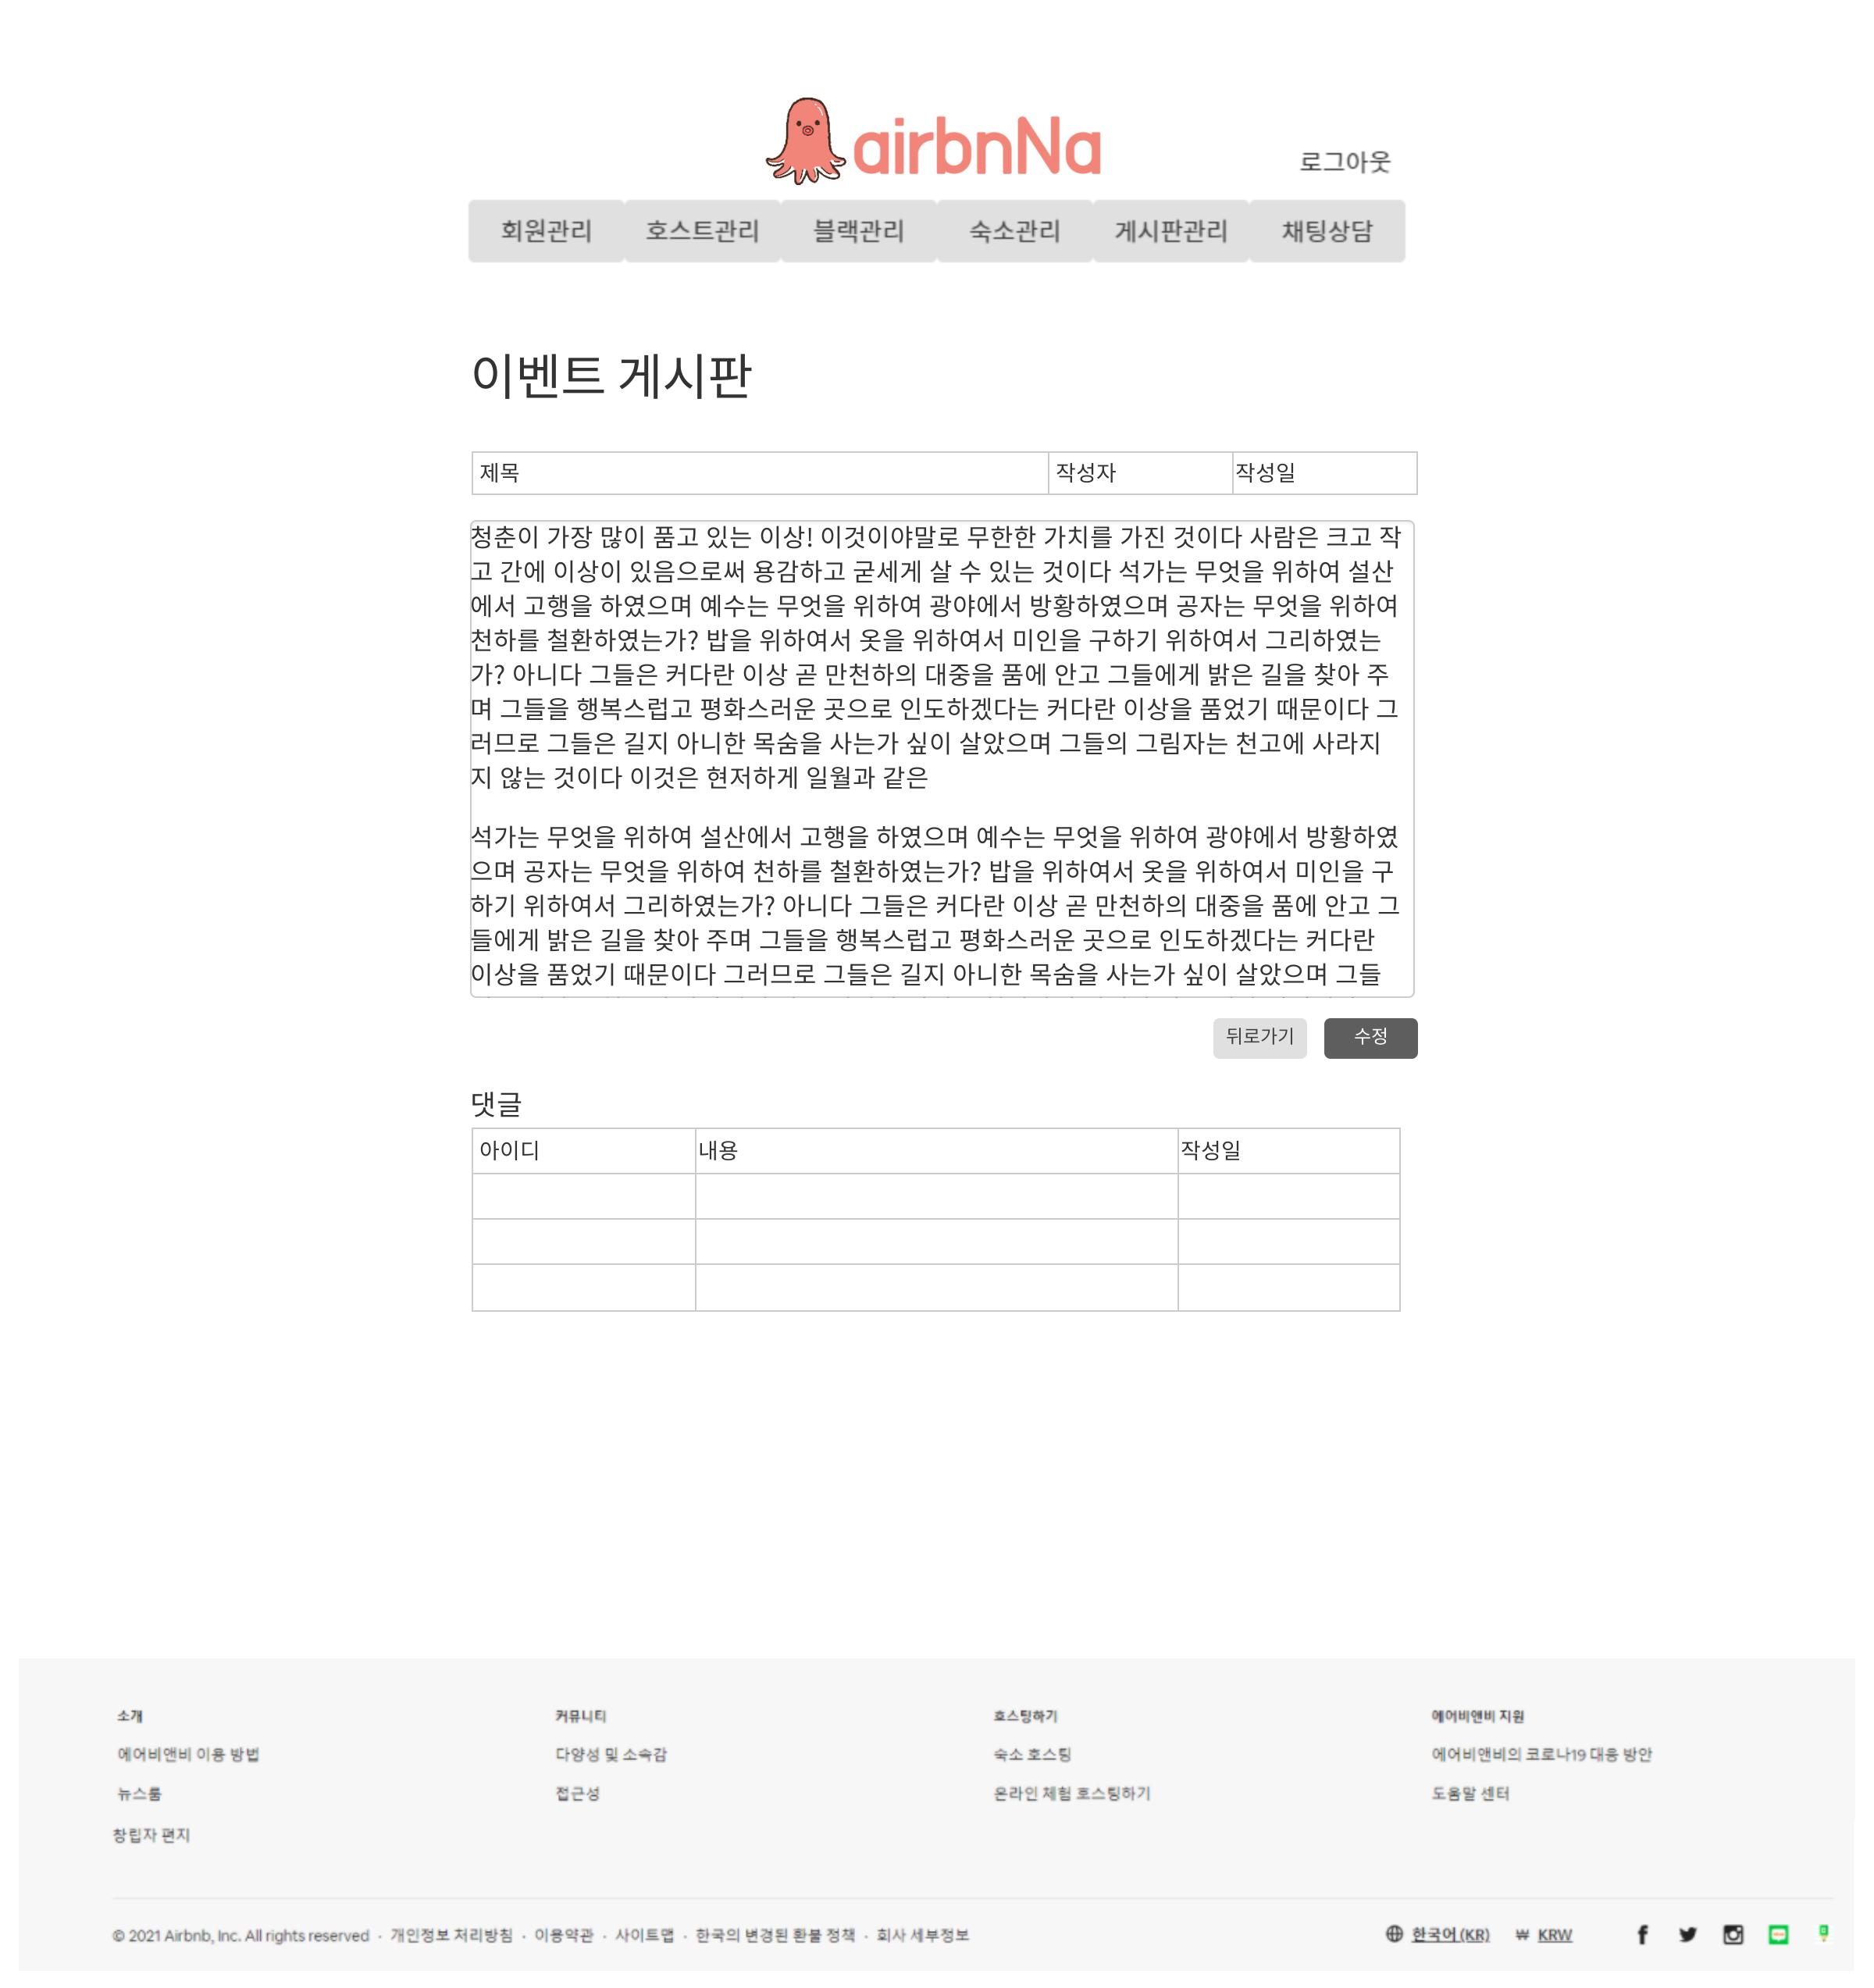 airbnNa
로그아웃
회원관리 호스트관리 블랙관리 숙소관리 게시판관리 채팅상담
이벤트 게시판
제목 작성자 작성일
청춘이 가장 많이 품고 있는 이상! 이것이야말로 무한한 가치를 가진 것이다 사람은 크고 작
고 간에 이상이 있음으로써 용감하고 굳세게 살 수 있는 것이다 석가는 무엇을 위하여 설산
에서 고행을 하였으며 예수는 무엇을 위하여 광야에서 방황하였으며 공자는 무엇을 위하여
천하를 철환하였는가? 밥을 위하여서 옷을 위하여서 미인을 구하기 위하여서 그리하였는
가? 아니다 그들은 커다란 이상 곧 만천하의 대중을 품에 안고 그들에게 밝은 길을 찾아 주
며 그들을 행복스럽고 평화스러운 곳으로 인도하겠다는 커다란 이상을 품었기 때문이다 그
러므로 그들은 길지 아니한 목숨을 사는가 싶이 살았으며 그들의 그림자는 천고에 사라지
지 않는 것이다 이것은 현저하게 일월과 같은
석가는 무엇을 위하여 설산에서 고행을 하였으며 예수는 무엇을 위하여 광야에서 방황하였
으며 공자는 무엇을 위하여 천하를 철환하였는가? 밥을 위하여서 옷을 위하여서 미인을 구
하기 위하여서 그리하였는가? 아니다 그들은 커다란 이상 곧 만천하의 대중을 품에 안고 그
들에게 밝은 길을 찾아 주며 그들을 행복스럽고 평화스러운 곳으로 인도하겠다는 커다란
이상을 품었기 때문이다 그러므로 그들은 길지 아니한 목숨을 사는가 싶이 살았으며 그들
뒤로가기 수정
댓글
아이디 내용 작성일
소개 커뮤니티 호스팅하기 에어비앤비 지원
에어비앤비 이용 방법 다양성 및 소속감 숙소 호스팅 에어비앤비의 코로나19 대응 방안
뉴스룸 접근성 온라인 체험 호스팅하기 도움말 센터
창립자 편지
© 2021 Airbnb, Inc. All rights reserved · 개인정보 처리방침 · 이용약관 · 사이트맵 · 한국의 변경된 환불 정책 · 회사 세부정보 한국어 (KR) ₩ KRW